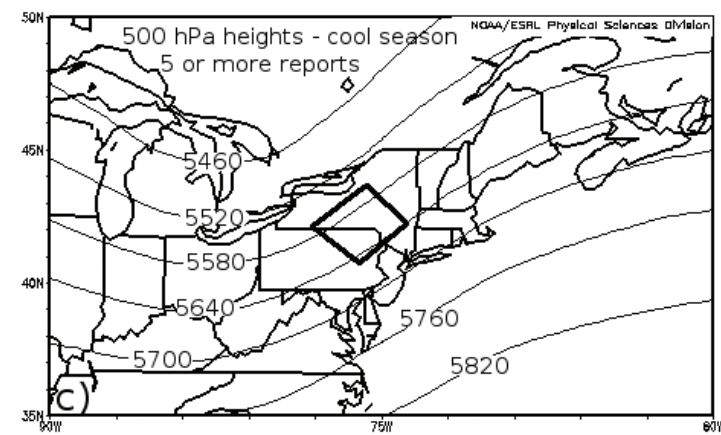 50N
NOAA/ESRL Physical Sciences Division
500 hPa heights - cool season
5 or more reports
45N
5460
5520
5580
40N
5640
5760
5700
5820
c)
35N
90W
75W
60W